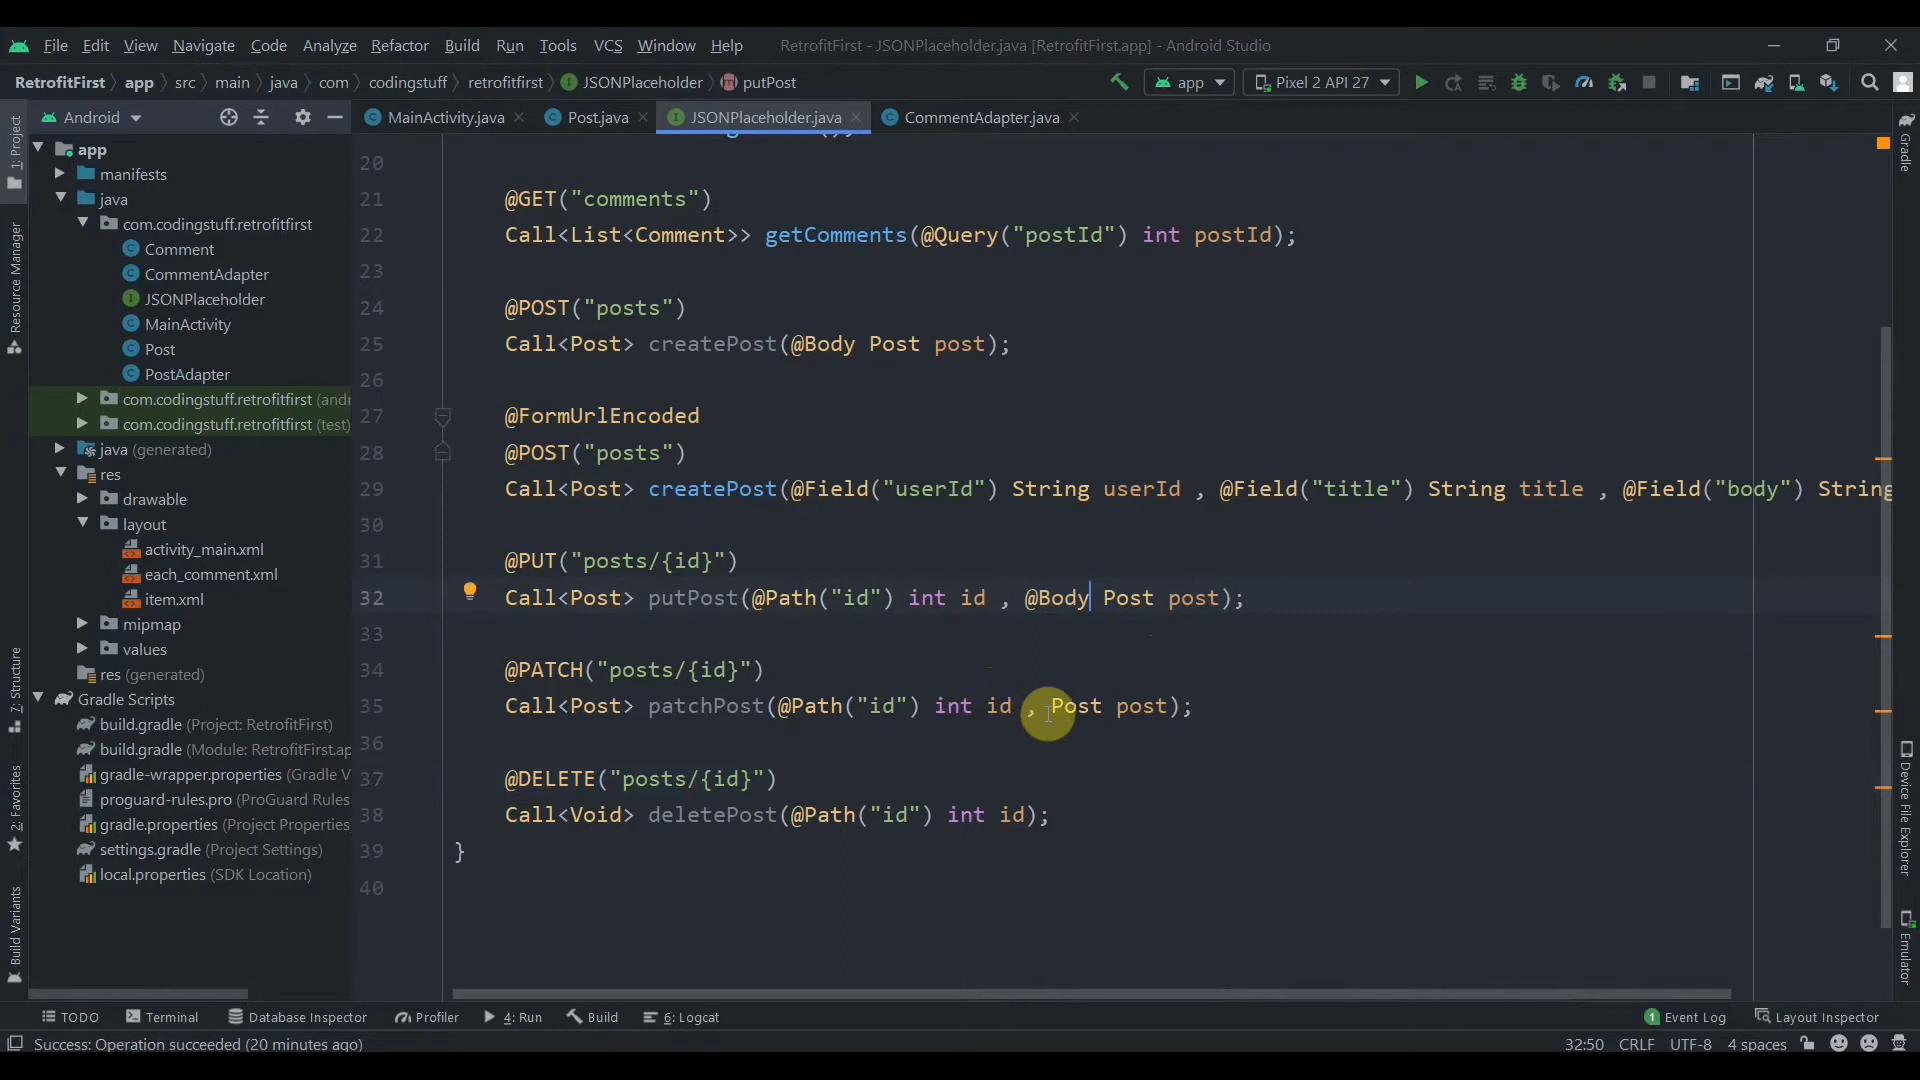 File Edit View Navigate Code Analyze Refactor Build Run Tools VCS Window Help RetrofitFirst - JSONPlaceholder.java [RetrofitFirst.app] - Android Studio
RetrofitFirst app src main java com codingstuff retrofitfirst JSONPlaceholder putPost app Pixel 2 API 27
Android
MainActivity.java Post.java JSONPlaceholder.java CommentAdapter.java
1: Project
Resource Manager
7: Structure
2: Favorites
Build Variants
app
manifests
java
com.codingstuff.retrofitfirst
Comment
CommentAdapter
JSONPlaceholder
MainActivity
Post
PostAdapter
com.codingstuff.retrofitfirst (andr
com.codingstuff.retrofitfirst (test)
java (generated)
res
drawable
layout
activity_main.xml
each_comment.xml
item.xml
mipmap
values
res (generated)
Gradle Scripts
build.gradle (Project: RetrofitFirst)
build.gradle (Module: RetrofitFirst.ap
gradle-wrapper.properties (Gradle V
proguard-rules.pro (ProGuard Rules
gradle.properties (Project Properties
settings.gradle (Project Settings)
local.properties (SDK Location)
20
21 @GET("comments")
22 Call<List<Comment>> getComments(@Query("postId") int postId);
23
24 @POST("posts")
25 Call<Post> createPost(@Body Post post);
26
27 @FormUrlEncoded
28 @POST("posts")
29 Call<Post> createPost(@Field("userId") String userId , @Field("title") String title , @Field("body") String
30
31 @PUT("posts/{id}")
32 Call<Post> putPost(@Path("id") int id , @Body Post post);
33
34 @PATCH("posts/{id}")
35 Call<Post> patchPost(@Path("id") int id , Post post);
36
37 @DELETE("posts/{id}")
38 Call<Void> deletePost(@Path("id") int id);
39 }
40
Gradle
Device File Explorer
Emulator
TODO Terminal Database Inspector Profiler 4: Run Build 6: Logcat 1 Event Log Layout Inspector
Success: Operation succeeded (20 minutes ago) 32:50 CRLF UTF-8 4 spaces